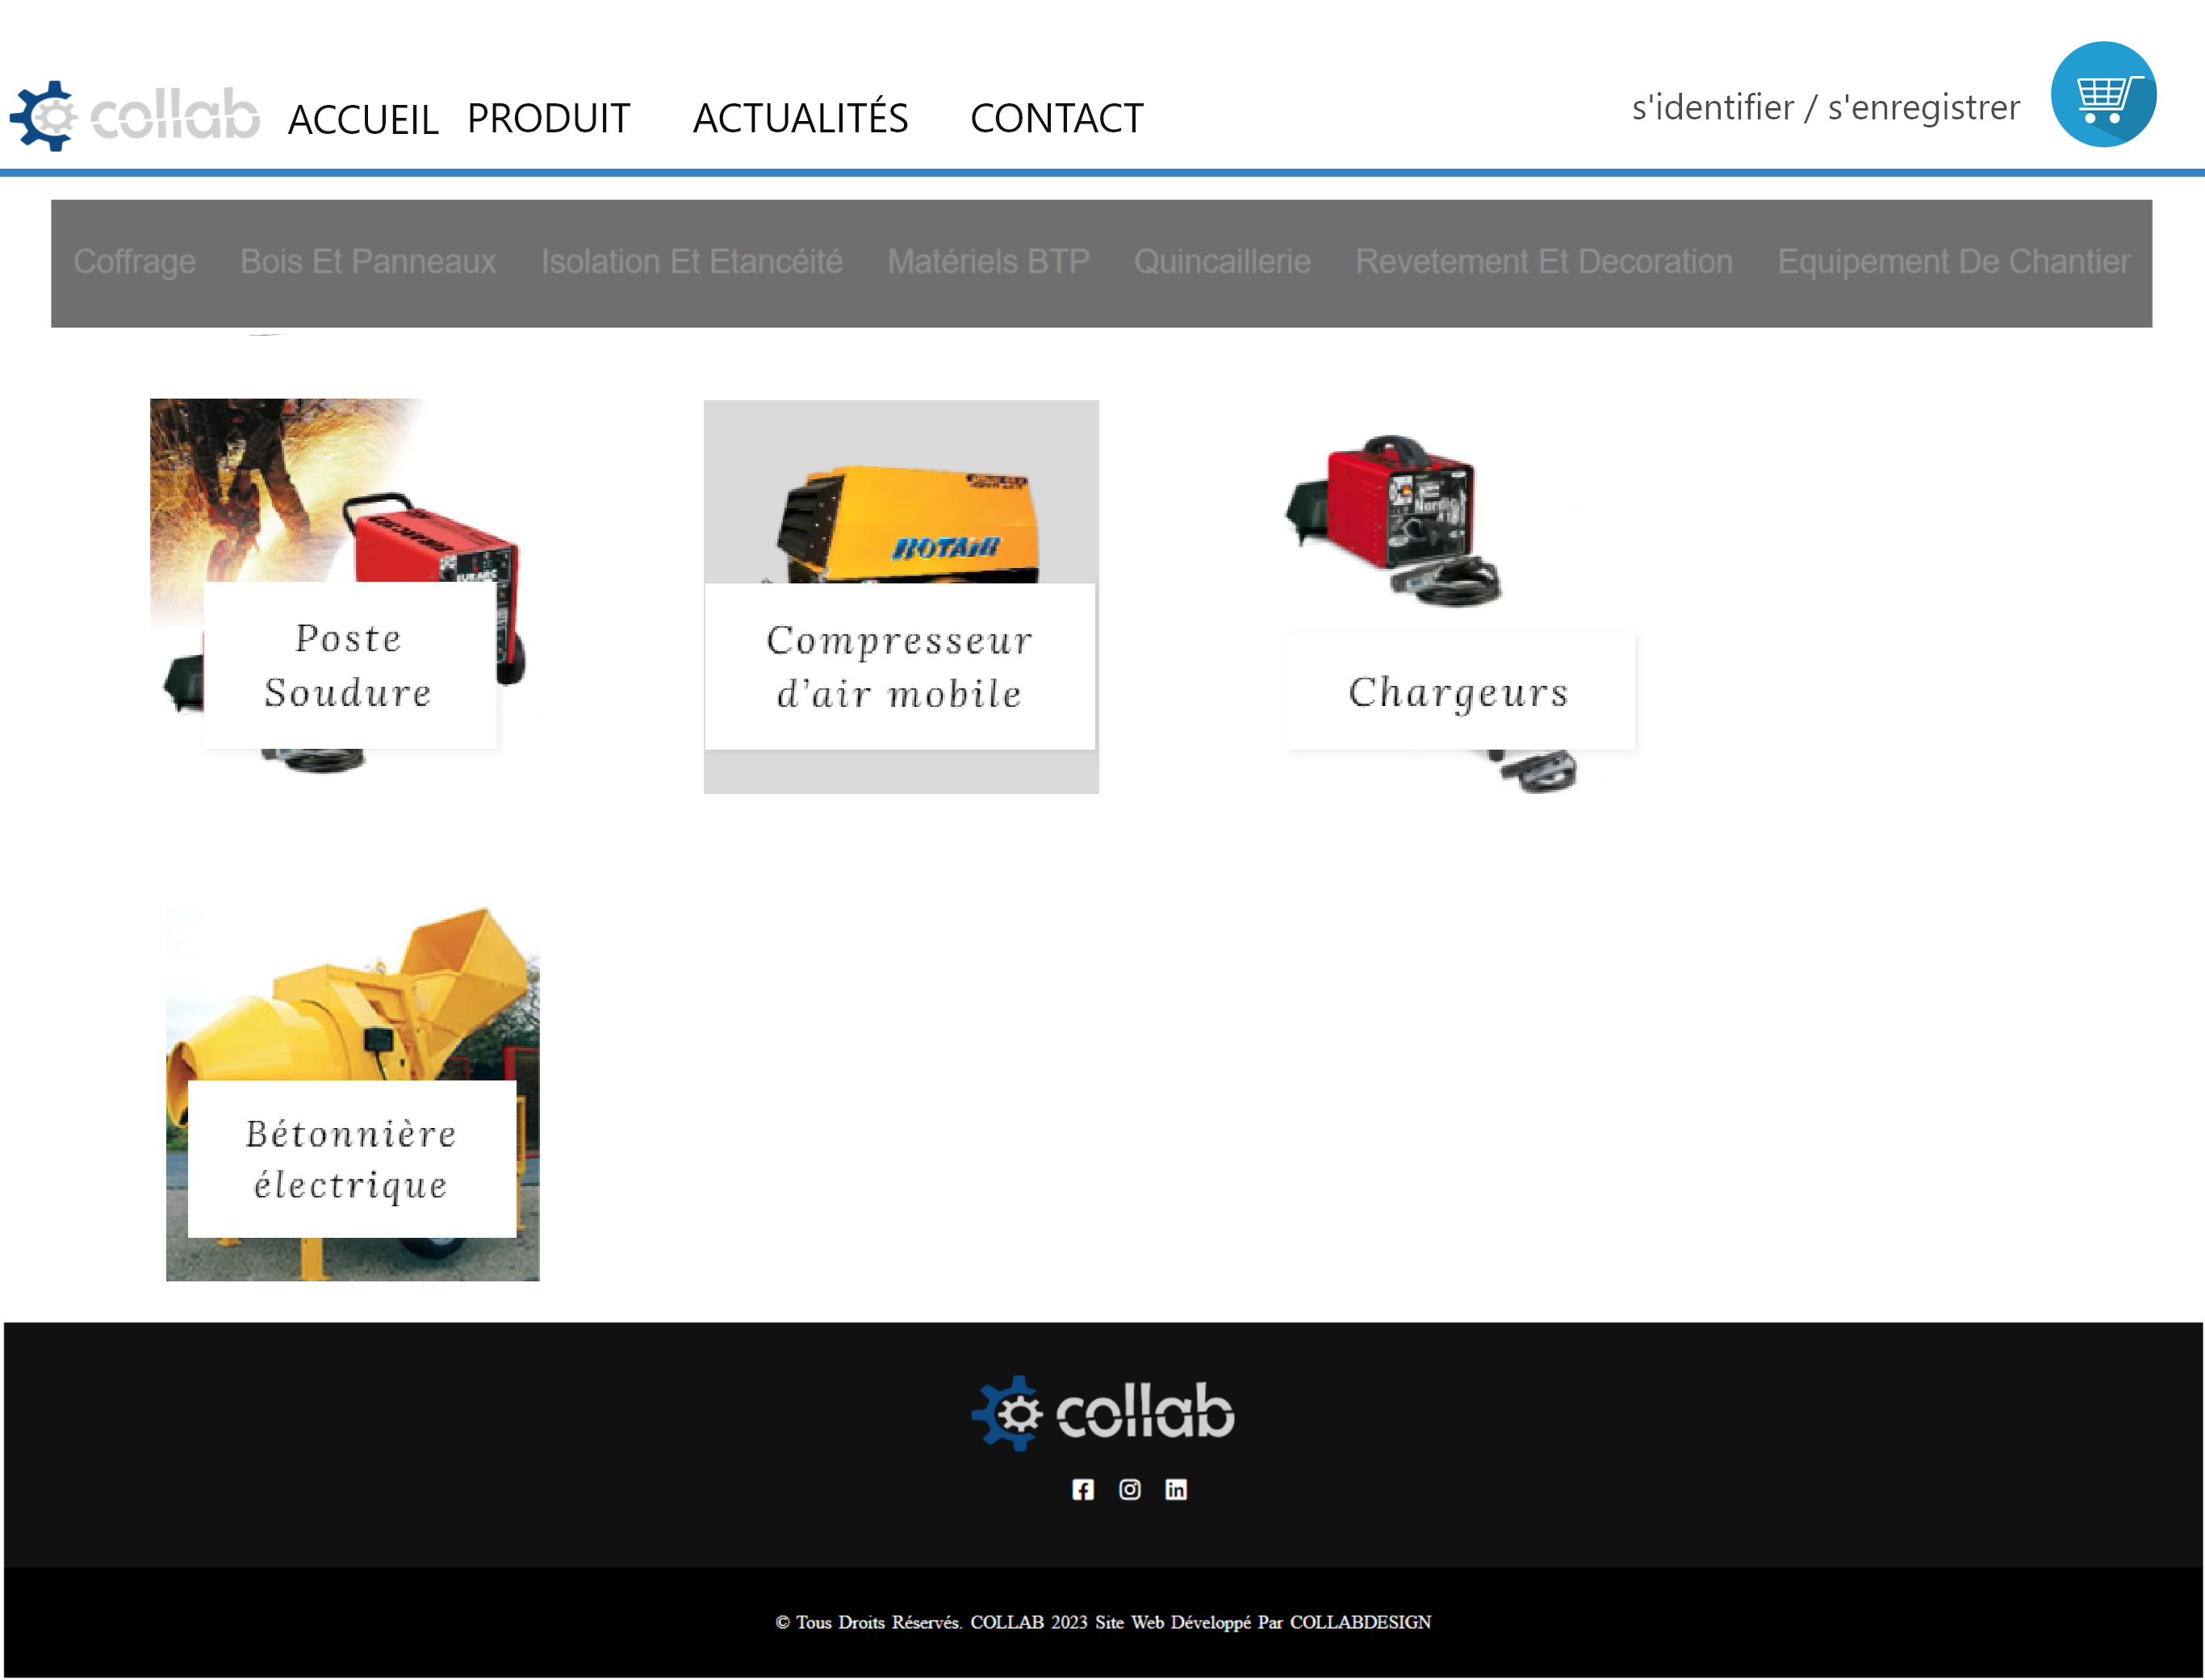 collab ACCUEIL PRODUIT ACTUALITÉS CONTACT s'identifier / s'enregistrer
Coffrage Bois Et Panneaux Isolation Et Etancéité Matériels BTP Quincaillerie Revetement Et Decoration Equipement De Chantier
ROTAIR
Poste
Soudure
Compresseur
d’air mobile
Chargeurs
Bétonnière
électrique
collab
© Tous Droits Réservés. COLLAB 2023 Site Web Développé Par COLLABDESIGN